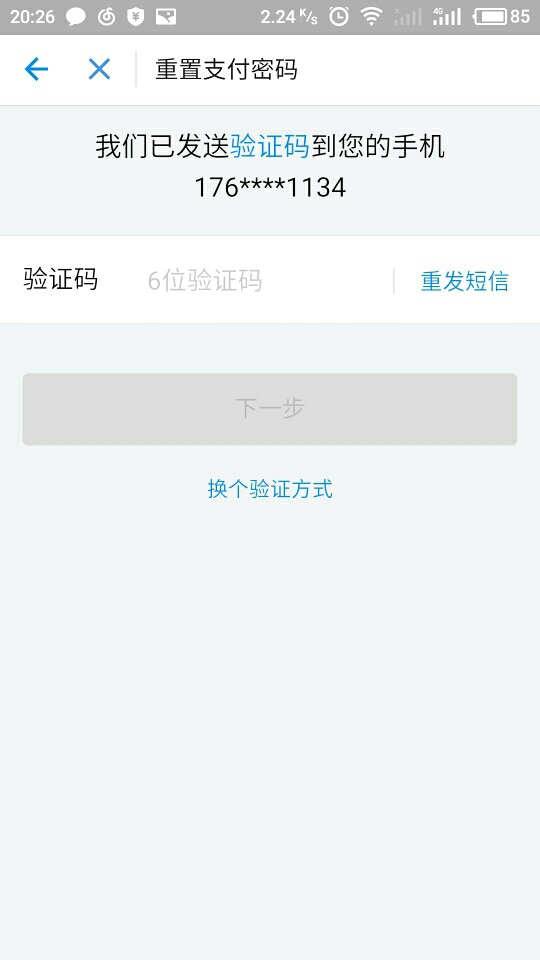 20:26 2.24 K/s 4G 85
重置支付密码
我们已发送验证码到您的手机
176****1134
验证码 6位验证码 重发短信
下一步
换个验证方式